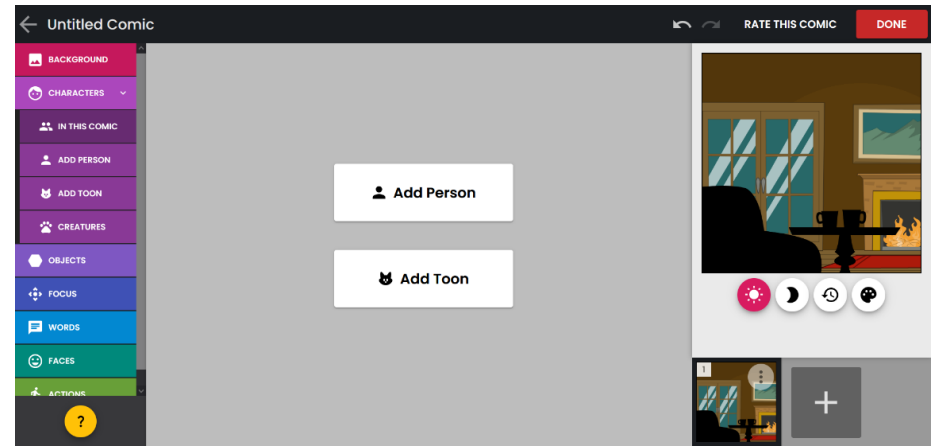 Untitled Comic
RATE THIS COMIC
DONE
BACKGROUND
CHARACTERS
IN THIS COMIC
ADD PERSON
ADD TOON
CREATURES
OBJECTS
FOCUS
WORDS
FACES
ACTIONS
?
Add Person
Add Toon
1